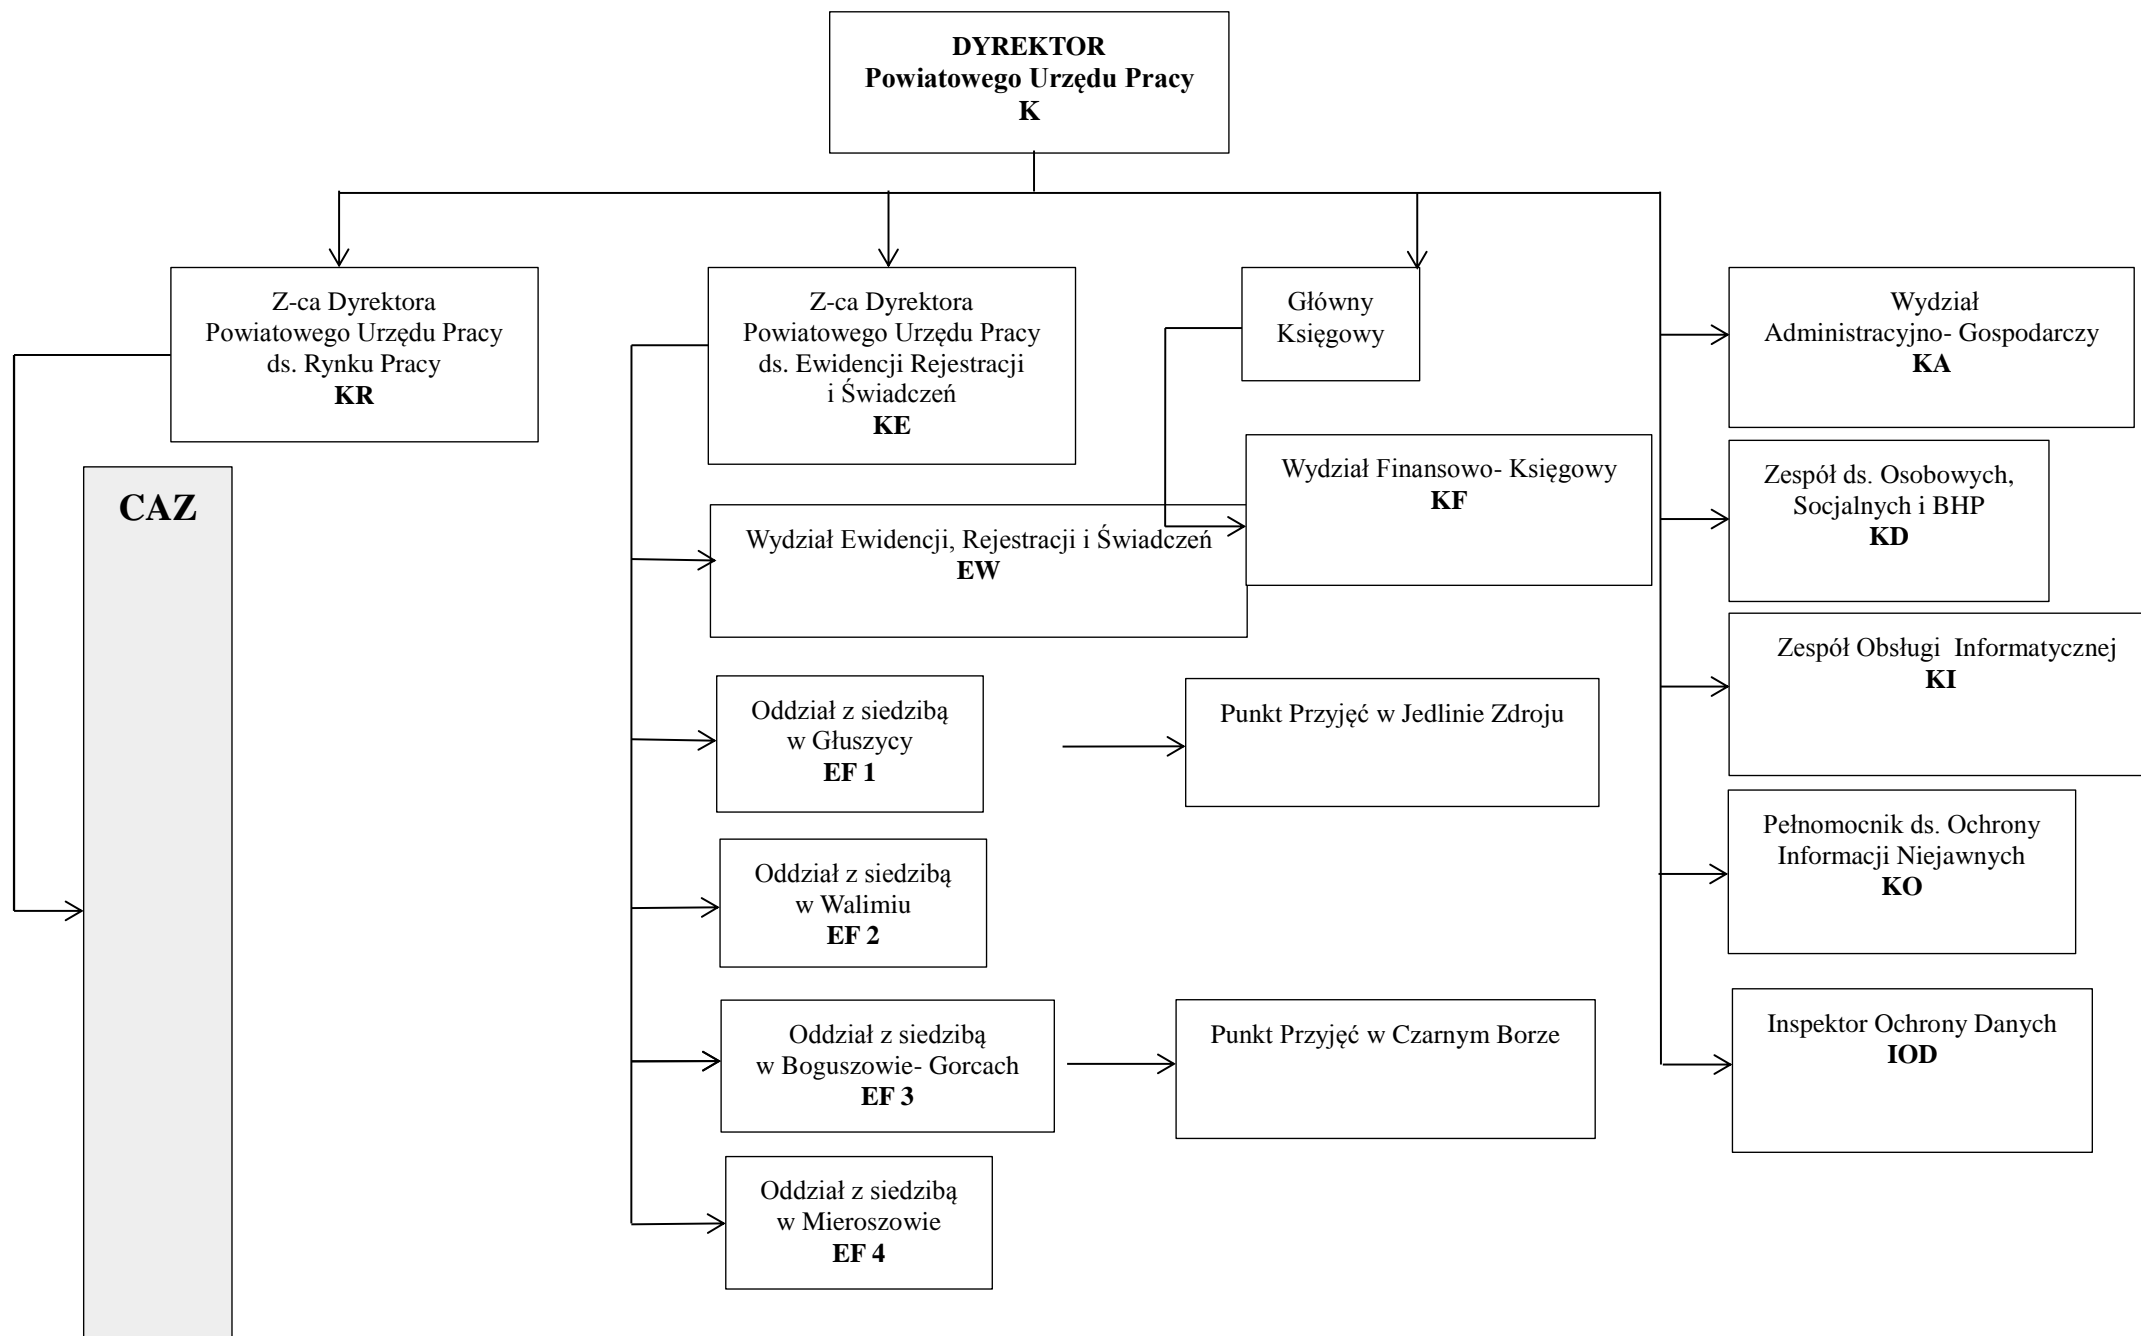 DYREKTOR
Powiatowego Urzędu Pracy
K
Z-ca Dyrektora
Powiatowego Urzędu Pracy
ds. Rynku Pracy
KR
Z-ca Dyrektora
Powiatowego Urzędu Pracy
ds. Ewidencji Rejestracji
i Świadczeń
KE
Główny
Księgowy
Wydział
Administracyjno- Gospodarczy
KA
CAZ
Wydział Finansowo- Księgowy
KF
Zespół ds. Osobowych,
Socjalnych i BHP
KD
Wydział Ewidencji, Rejestracji i Świadczeń
EW
Zespół Obsługi  Informatycznej
KI
Oddział z siedzibą
w Głuszycy
EF 1
Punkt Przyjęć w Jedlinie Zdroju
Pełnomocnik ds. Ochrony
Informacji Niejawnych
KO
Oddział z siedzibą
w Walimiu
EF 2
Oddział z siedzibą
w Boguszowie- Gorcach
EF 3
Punkt Przyjęć w Czarnym Borze
Inspektor Ochrony Danych
IOD
Oddział z siedzibą
w Mieroszowie
EF 4